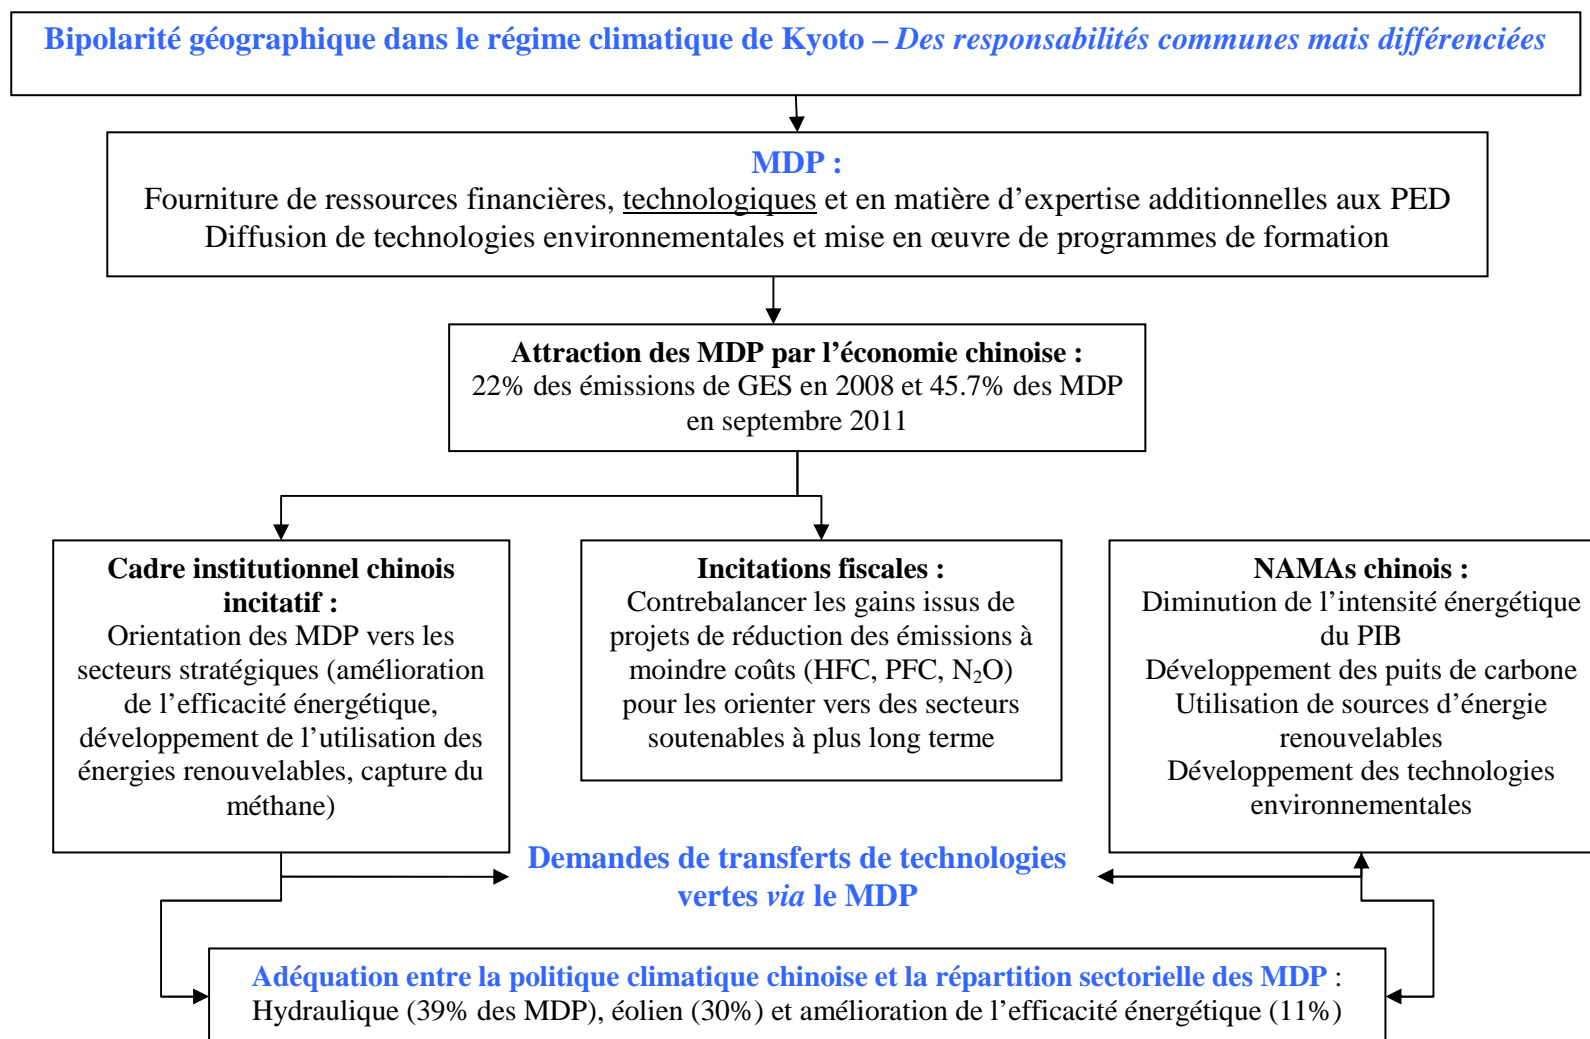 Bipolarité géographique dans le régime climatique de Kyoto – Des responsabilités communes mais différenciées
MDP :
Fourniture de ressources financières, technologiques et en matière d'expertise additionnelles aux PED
Diffusion de technologies environnementales et mise en œuvre de programmes de formation
Attraction des MDP par l'économie chinoise :
22% des émissions de GES en 2008 et 45.7% des MDP
en septembre 2011
Cadre institutionnel chinois
incitatif :
Orientation des MDP vers les
secteurs stratégiques (amélioration
de l'efficacité énergétique,
développement de l'utilisation des
énergies renouvelables, capture du
méthane)
Incitations fiscales :
Contrebalancer les gains issus de
projets de réduction des émissions à
moindre coûts (HFC, PFC, N₂O)
pour les orienter vers des secteurs
soutenables à plus long terme
NAMAs chinois :
Diminution de l'intensité énergétique
du PIB
Développement des puits de carbone
Utilisation de sources d'énergie
renouvelables
Développement des technologies
environnementales
Demandes de transferts de technologies
vertes via le MDP
Adéquation entre la politique climatique chinoise et la répartition sectorielle des MDP :
Hydraulique (39% des MDP), éolien (30%) et amélioration de l'efficacité énergétique (11%)